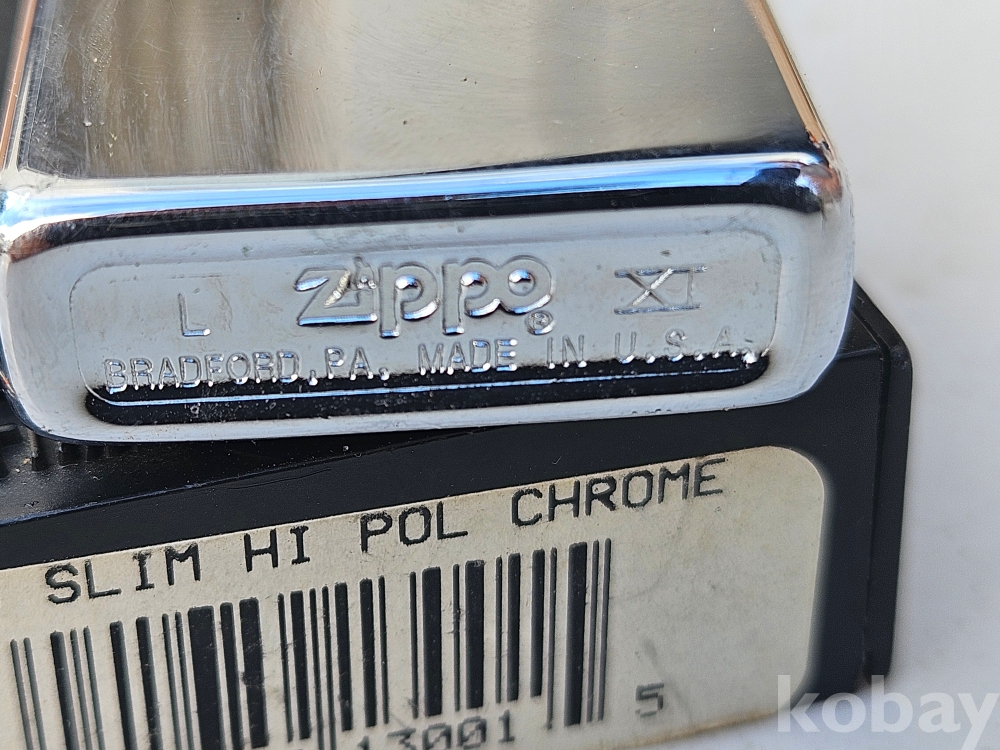 L zippo® XI
BRADFORD, PA. MADE IN U.S.A.
SLIM HI POL CHROME
13001 5
kobay